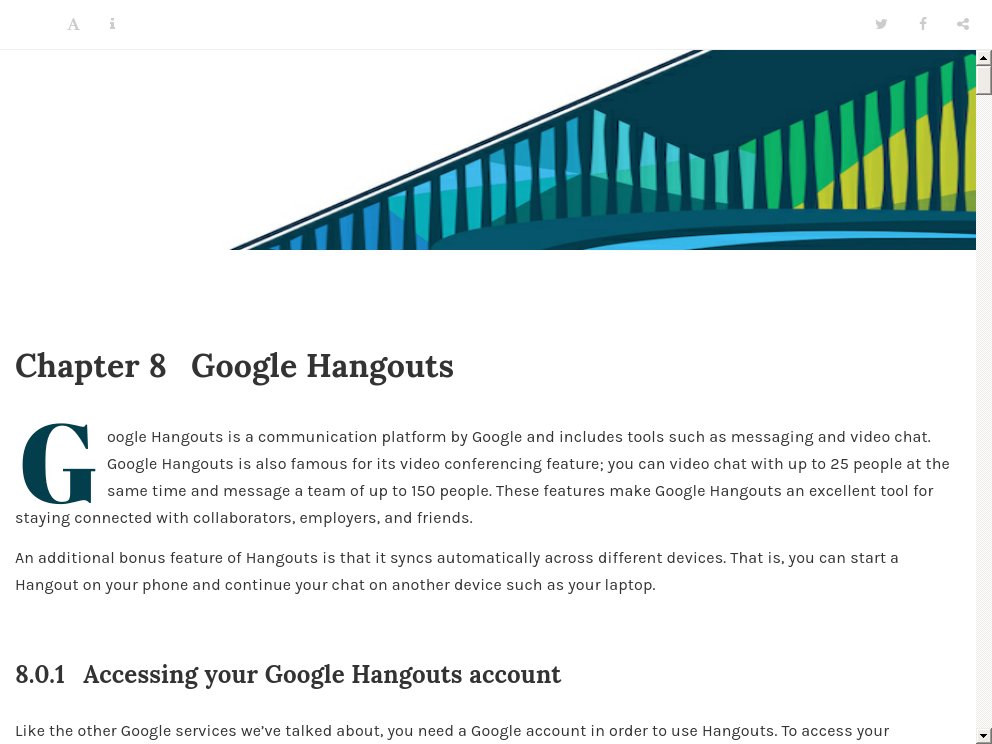 Chapter 8 Google Hangouts
Google Hangouts is a communication platform by Google and includes tools such as messaging and video chat.
Google Hangouts is also famous for its video conferencing feature; you can video chat with up to 25 people at the
same time and message a team of up to 150 people. These features make Google Hangouts an excellent tool for
staying connected with collaborators, employers, and friends.
An additional bonus feature of Hangouts is that it syncs automatically across different devices. That is, you can start a
Hangout on your phone and continue your chat on another device such as your laptop.
8.0.1 Accessing your Google Hangouts account
Like the other Google services we’ve talked about, you need a Google account in order to use Hangouts. To access your